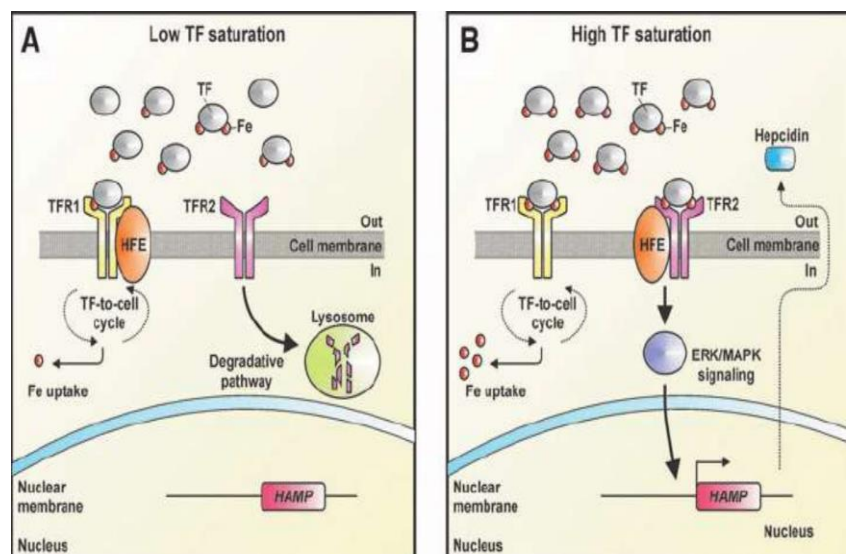 A
Low TF saturation
TF
Fe
TFR1
HFE
TFR2
Out
Cell membrane
In
TF-to-cell
cycle
Fe uptake
Degradative
pathway
Lysosome
Nuclear
membrane
HAMP
Nucleus
B
High TF saturation
TF
Fe
Hepcidin
TFR1
HFE
TFR2
Out
Cell membrane
In
TF-to-cell
cycle
Fe uptake
ERK/MAPK
signaling
Nuclear
membrane
HAMP
Nucleus
Nucleus